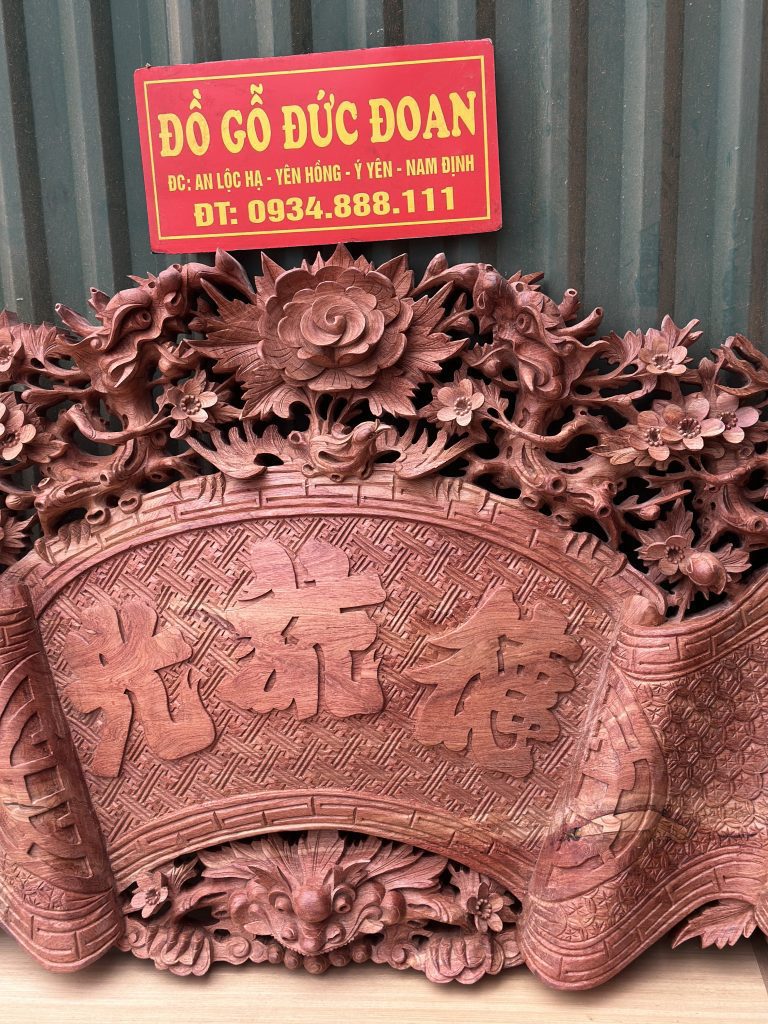 ĐỒ GỖ ĐỨC ĐOAN
ĐC: AN LỘC HẠ - YÊN HỒNG - Ý YÊN - NAM ĐỊNH
ĐT: 0934.888.111
德流光